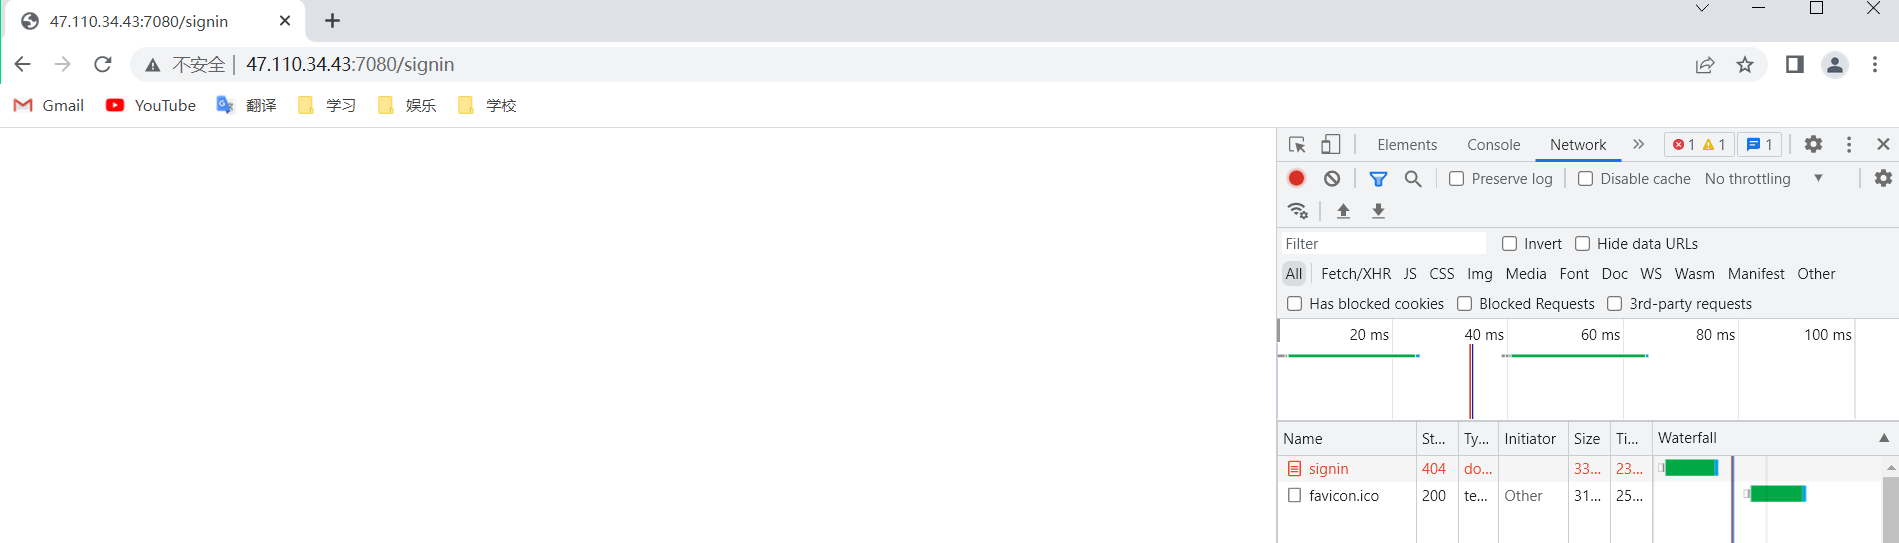 47.110.34.43:7080/signin
不安全 47.110.34.43:7080/signin
Gmail YouTube 翻译 学习 娱乐 学校
Elements Console Network 1 1 1
Preserve log Disable cache No throttling
Filter Invert Hide data URLs
All Fetch/XHR JS CSS Img Media Font Doc WS Wasm Manifest Other
Has blocked cookies Blocked Requests 3rd-party requests
20 ms 40 ms 60 ms 80 ms 100 ms
Name St... Ty... Initiator Size Ti... Waterfall
signin 404 do... 33... 23...
favicon.ico 200 te... Other 31... 25...